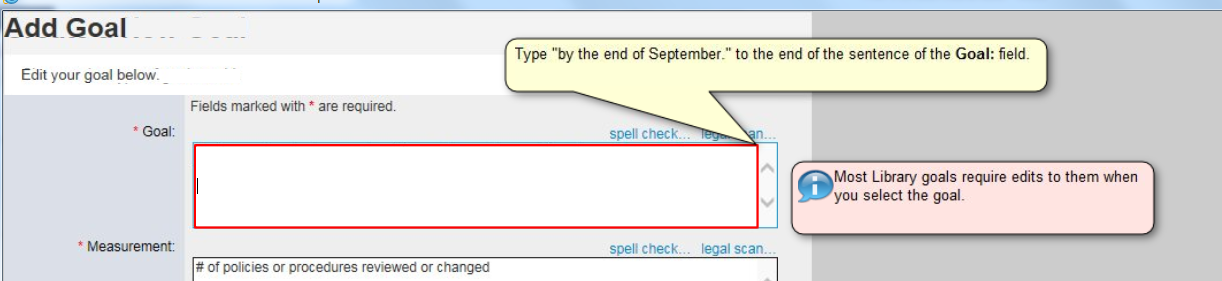 Add Goal
Type "by the end of September." to the end of the sentence of the Goal: field.
Edit your goal below.
Fields marked with * are required.
* Goal:
spell check... legal scan...
Most Library goals require edits to them when
you select the goal.
* Measurement:
spell check... legal scan...
# of policies or procedures reviewed or changed